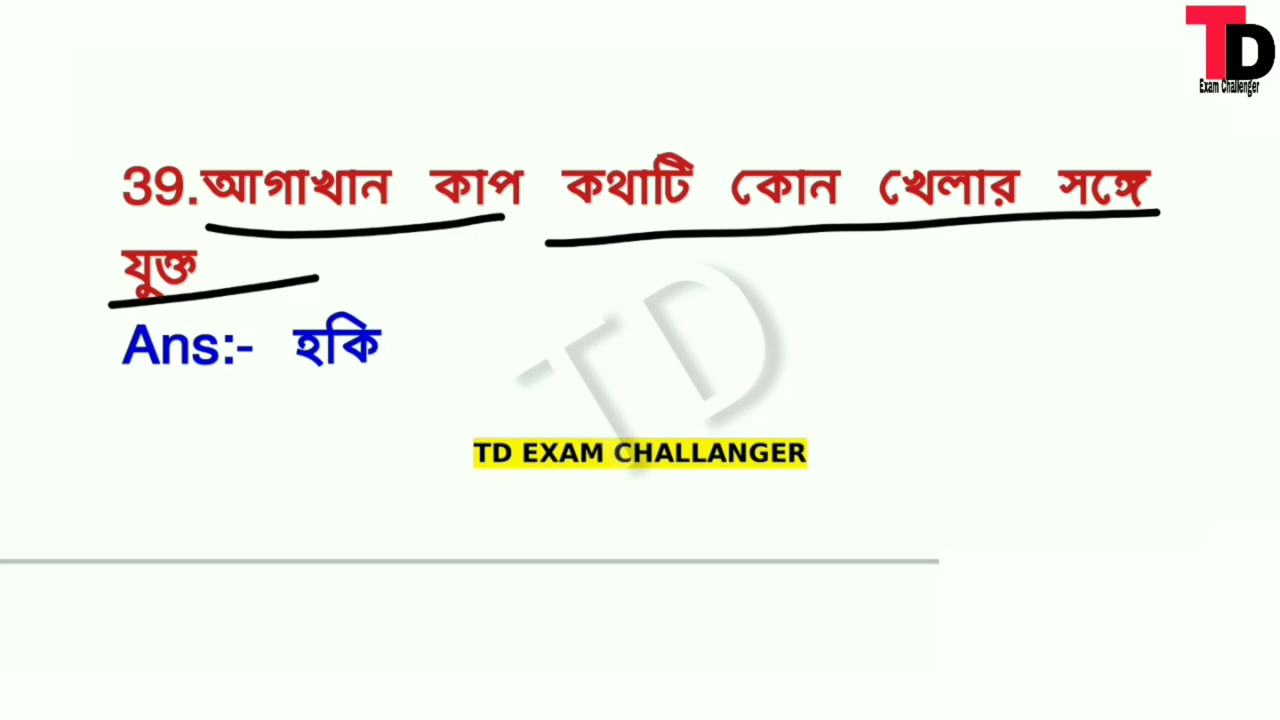 TD
Exam Challenger
39.আগাখান কাপ কথাটি কোন খেলার সঙ্গে
যুক্ত
Ans:- হকি
TD
TD EXAM CHALLANGER